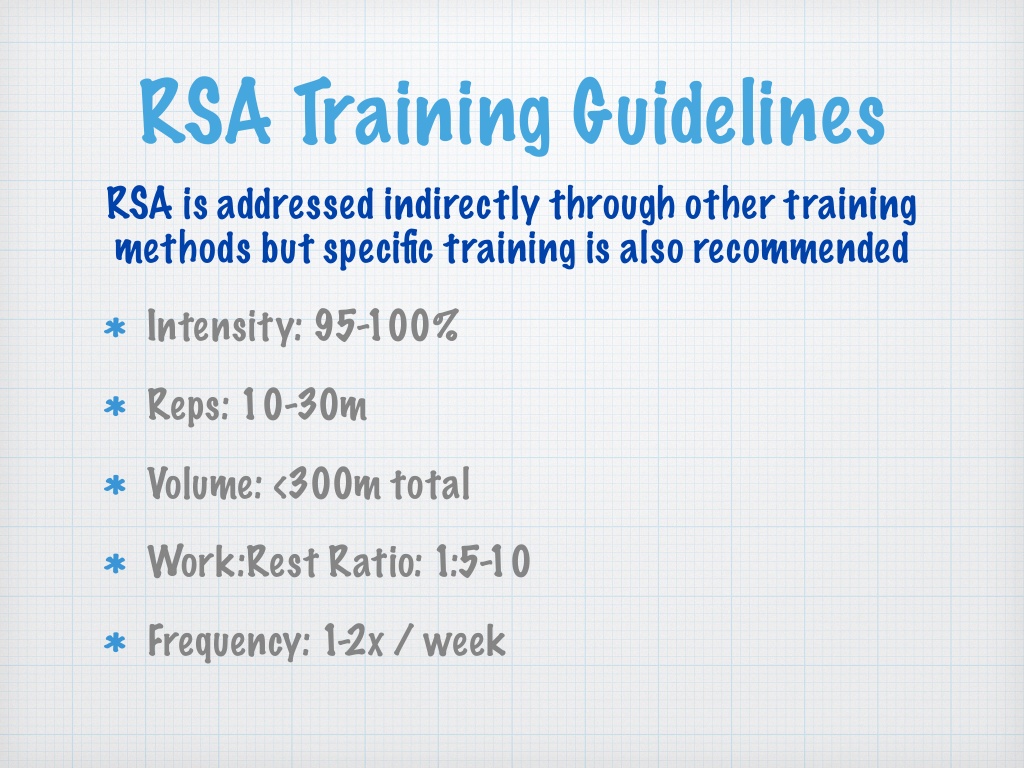 RSA Training Guidelines
RSA is addressed indirectly through other training
methods but specific training is also recommended
* Intensity: 95-100%
* Reps: 10-30m
* Volume: <300m total
* Work:Rest Ratio: 1:5-10
* Frequency: 1-2x / week